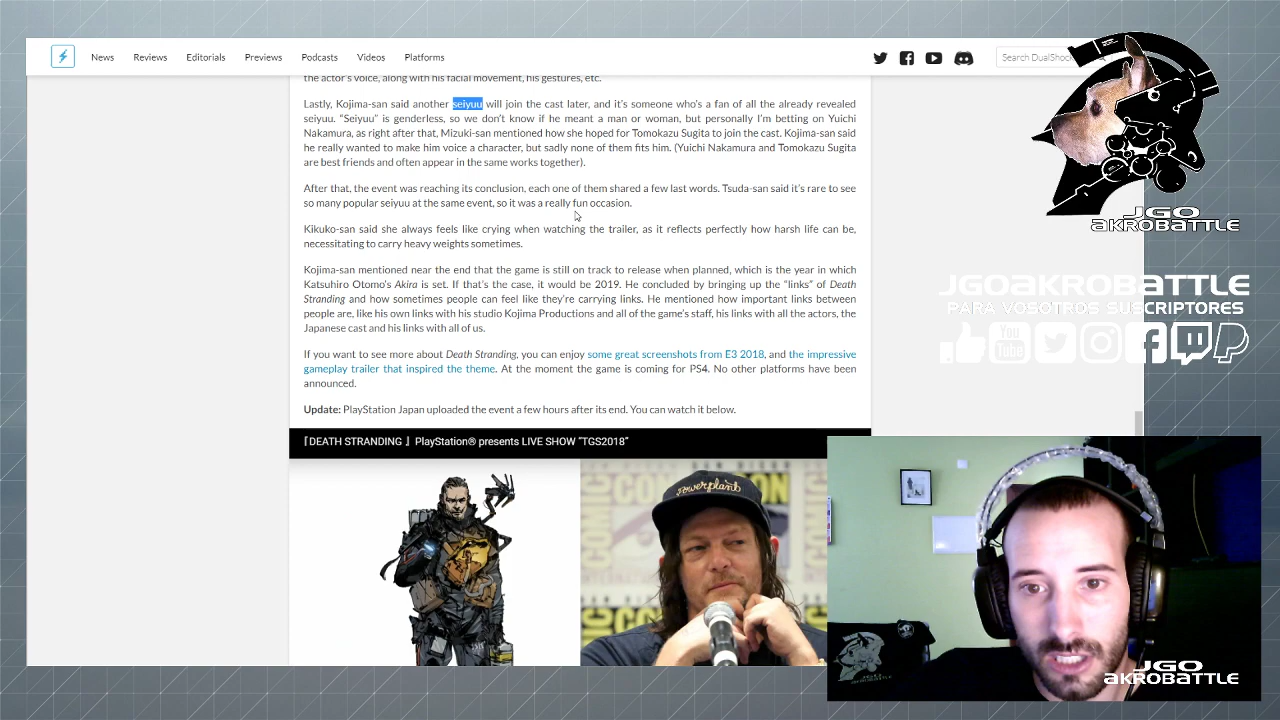 News Reviews Editorials Previews Podcasts Videos Platforms Search DualShock
the actor's voice, along with his facial movement, his gestures, etc.
Lastly, Kojima-san said another seiyuu will join the cast later, and it's someone who's a fan of all the already revealed
seiyuu. “Seiyuu” is genderless, so we don't know if he meant a man or woman, but personally I'm betting on Yuichi
Nakamura, as right after that, Mizuki-san mentioned how she hoped for Tomokazu Sugita to join the cast. Kojima-san said
he really wanted to make him voice a character, but sadly none of them fits him. (Yuichi Nakamura and Tomokazu Sugita
are best friends and often appear in the same works together).
After that, the event was reaching its conclusion, each one of them shared a few last words. Tsuda-san said it's rare to see
so many popular seiyuu at the same event, so it was a really fun occasion.
Kikuko-san said she always feels like crying when watching the trailer, as it reflects perfectly how harsh life can be,
necessitating to carry heavy weights sometimes.
Kojima-san mentioned near the end that the game is still on track to release when planned, which is the year in which
Katsuhiro Otomo's Akira is set. If that's the case, it would be 2019. He concluded by bringing up the “links” of Death
Stranding and how sometimes people can feel like they're carrying links. He mentioned how important links between
people are, like his own links with his studio Kojima Productions and all of the game's staff, his links with all the actors, the
Japanese cast and his links with all of us.
If you want to see more about Death Stranding, you can enjoy some great screenshots from E3 2018, and the impressive
gameplay trailer that inspired the theme. At the moment the game is coming for PS4. No other platforms have been
announced.
Update: PlayStation Japan uploaded the event a few hours after its end. You can watch it below.
『DEATH STRANDING 』PlayStation® presents LIVE SHOW “TGS2018”
powerplant
JGO
AKROBATTLE
JGOAKROBATTLE
PARA VOSOTROS SUSCRIPTORES
You
Tube
JGO
AKROBATTLE